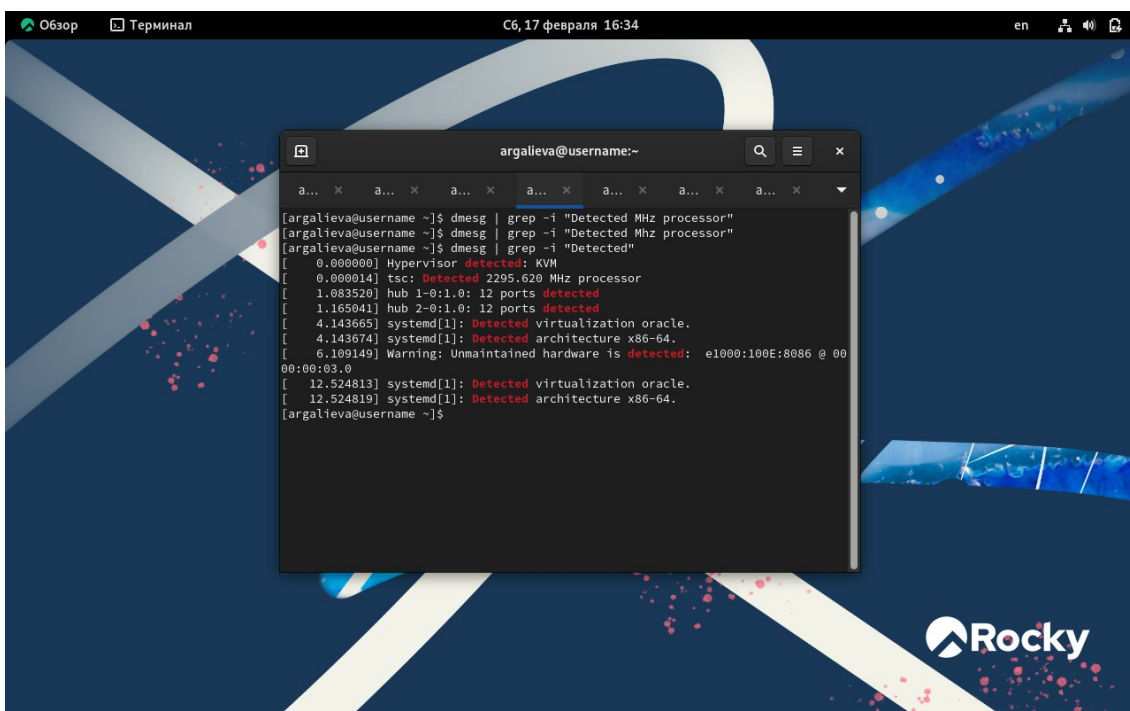 Обзор Терминал Сб, 17 февраля 16:34 en
argalieva@username:~
a... × a... × a... × a... × a... × a... × a... ×
[argalieva@username ~]$ dmesg | grep -i "Detected MHz processor"
[argalieva@username ~]$ dmesg | grep -i "Detected Mhz processor"
[argalieva@username ~]$ dmesg | grep -i "Detected"
[    0.000000] Hypervisor detected: KVM
[    0.000014] tsc: Detected 2295.620 MHz processor
[    1.083520] hub 1-0:1.0: 12 ports detected
[    1.165041] hub 2-0:1.0: 12 ports detected
[    4.143665] systemd[1]: Detected virtualization oracle.
[    4.143674] systemd[1]: Detected architecture x86-64.
[    6.109149] Warning: Unmaintained hardware is detected:  e1000:100E:8086 @ 00
00:00:03.0
[   12.524813] systemd[1]: Detected virtualization oracle.
[   12.524819] systemd[1]: Detected architecture x86-64.
[argalieva@username ~]$
Rocky